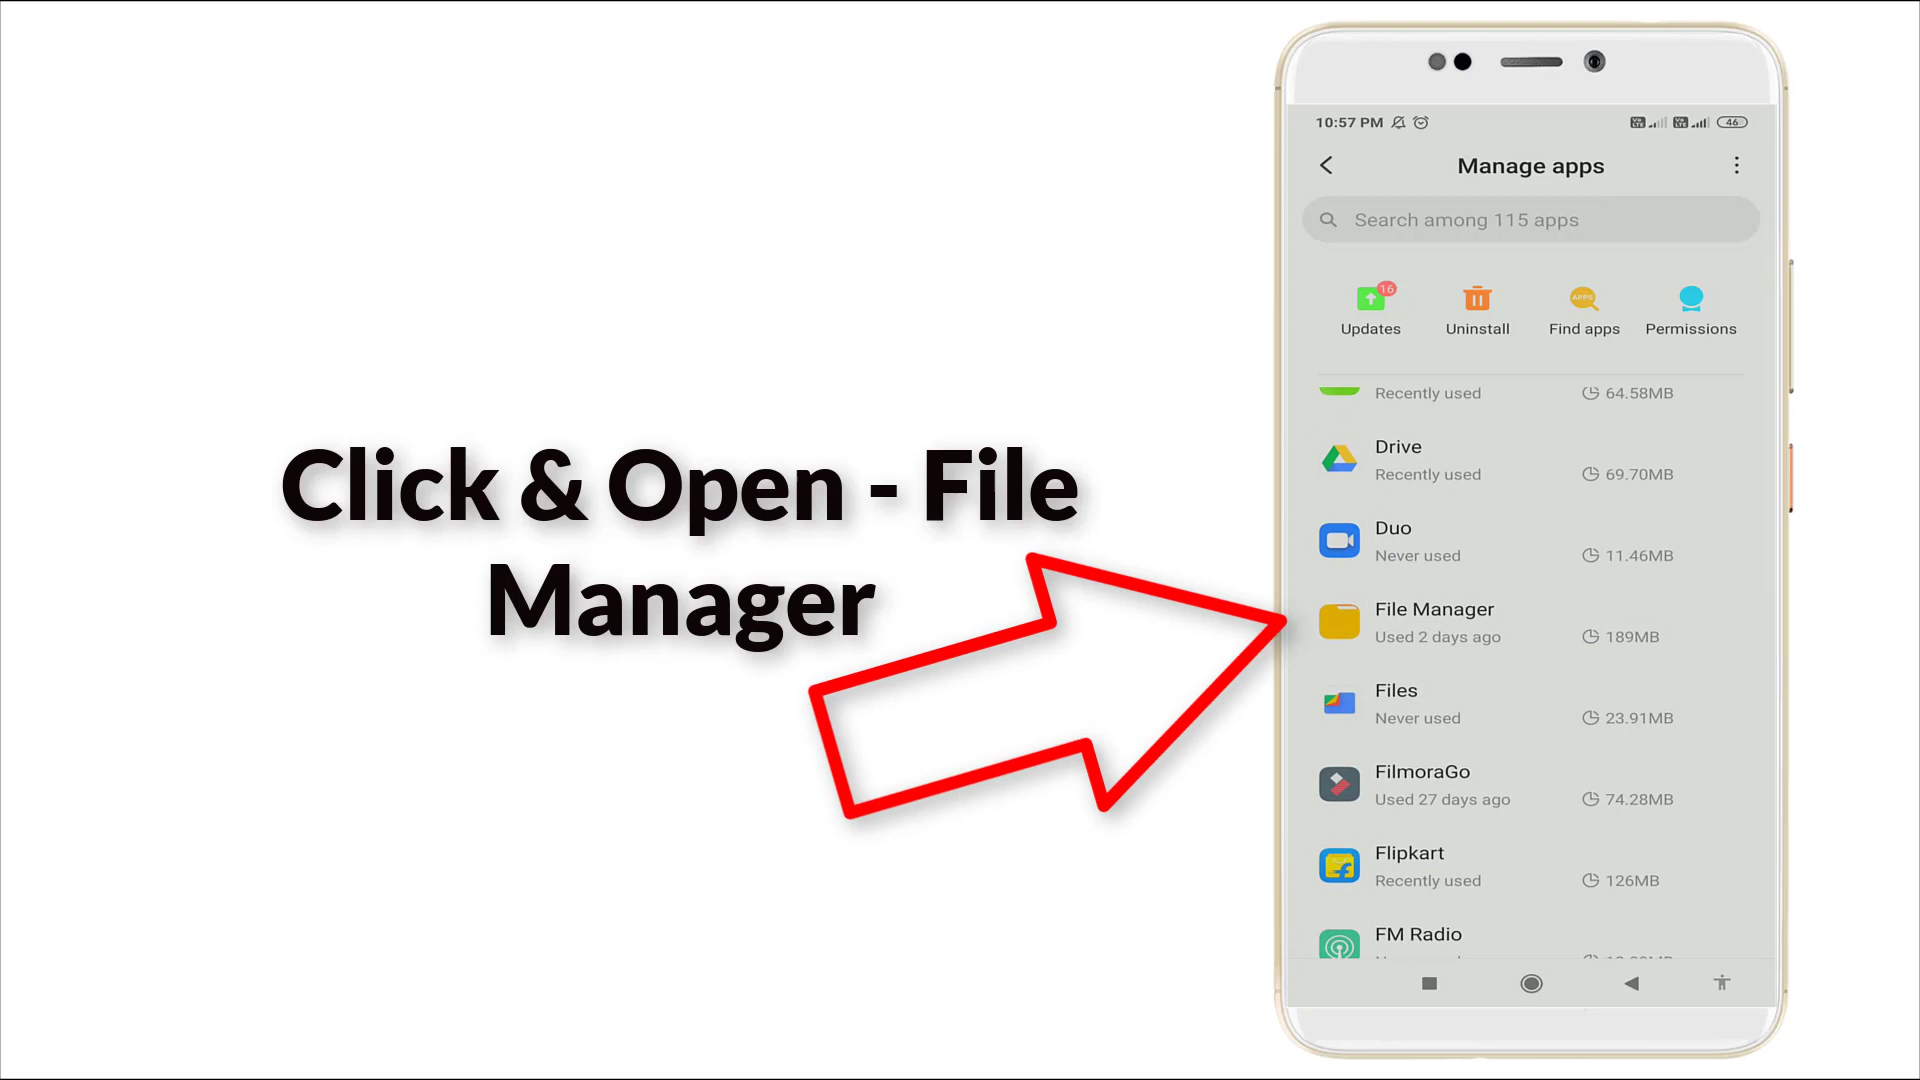 Click & Open - File
Manager
10:57 PM
46
Manage apps
Search among 115 apps
16
APPS
Updates
Uninstall
Find apps
Permissions
Recently used
64.58MB
Drive
Recently used
69.70MB
Duo
Never used
11.46MB
File Manager
Used 2 days ago
189MB
Files
Never used
23.91MB
FilmoraGo
Used 27 days ago
74.28MB
Flipkart
Recently used
126MB
FM Radio